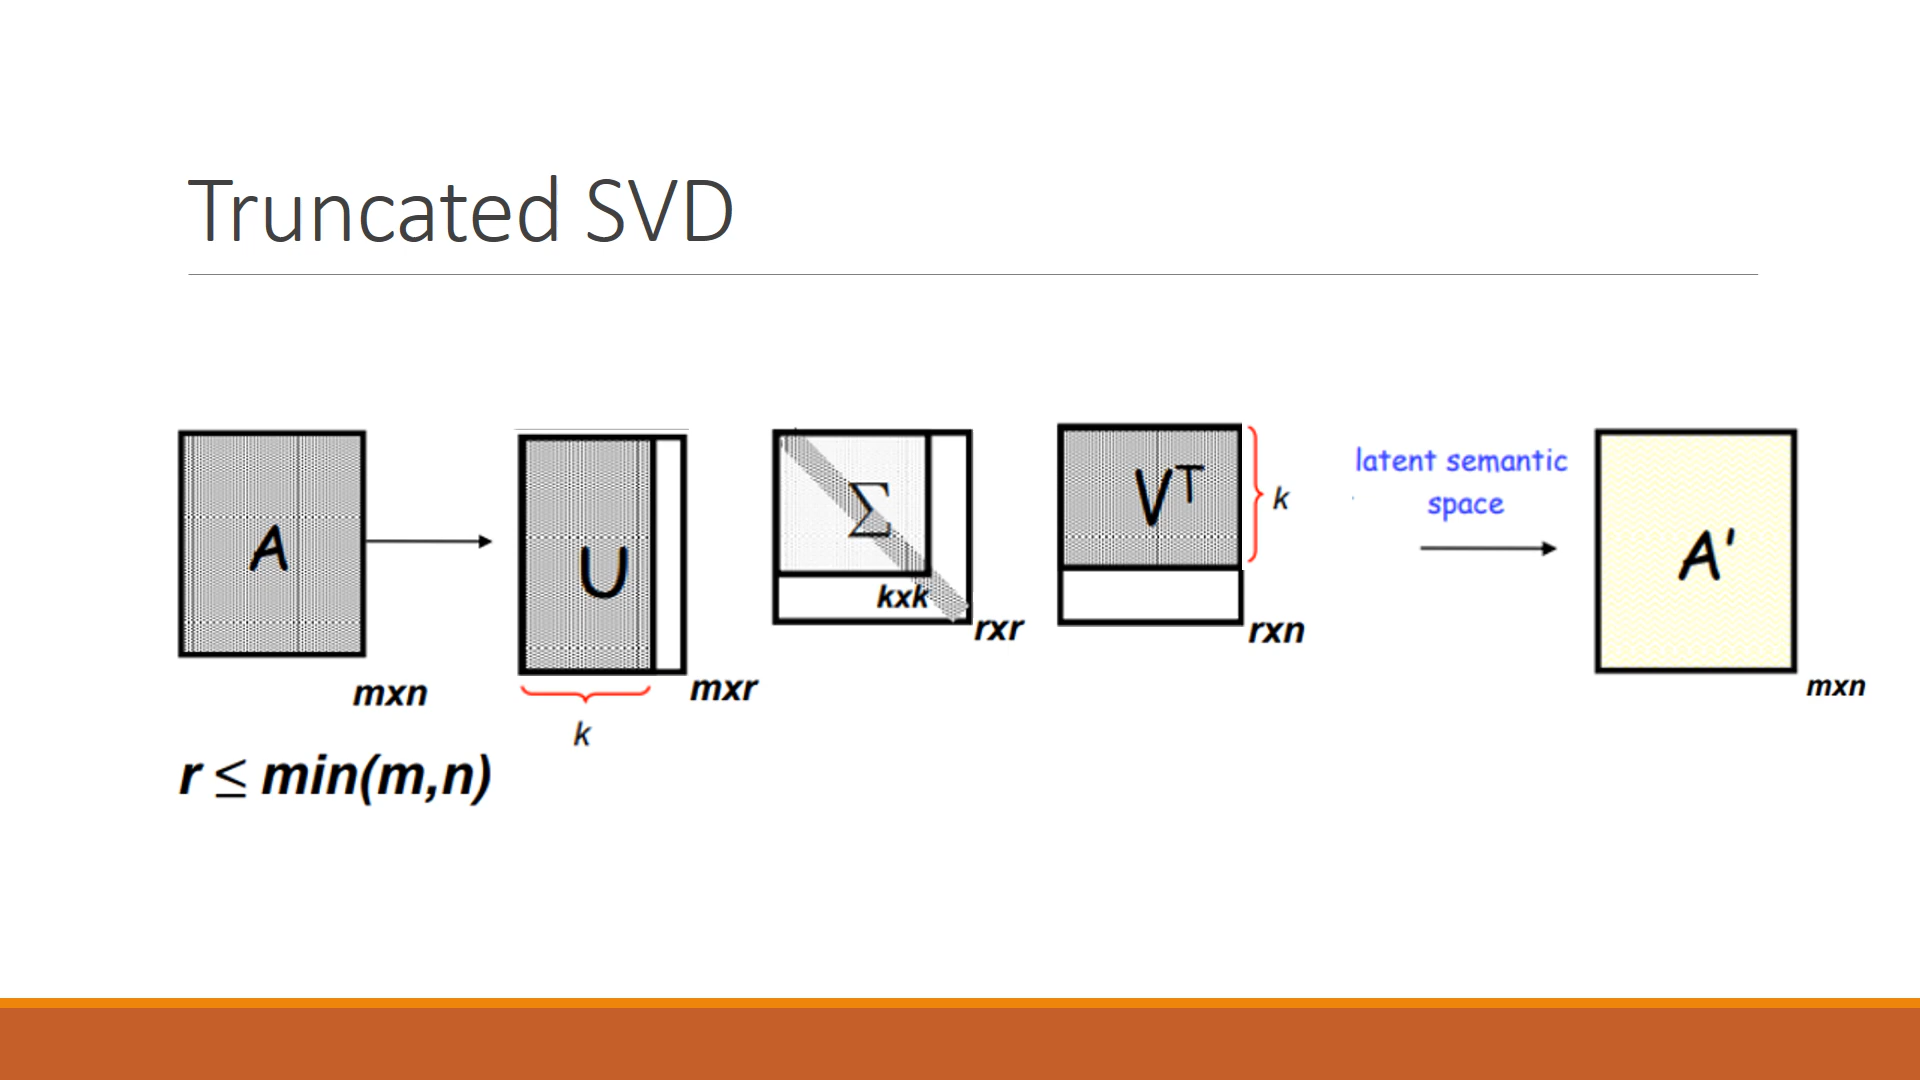 Truncated SVD
A
mxn
r ≤ min(m,n)
U
k
mxr
Σ
kxk
rxr
V^T
k
rxn
latent semantic
space
A'
mxn